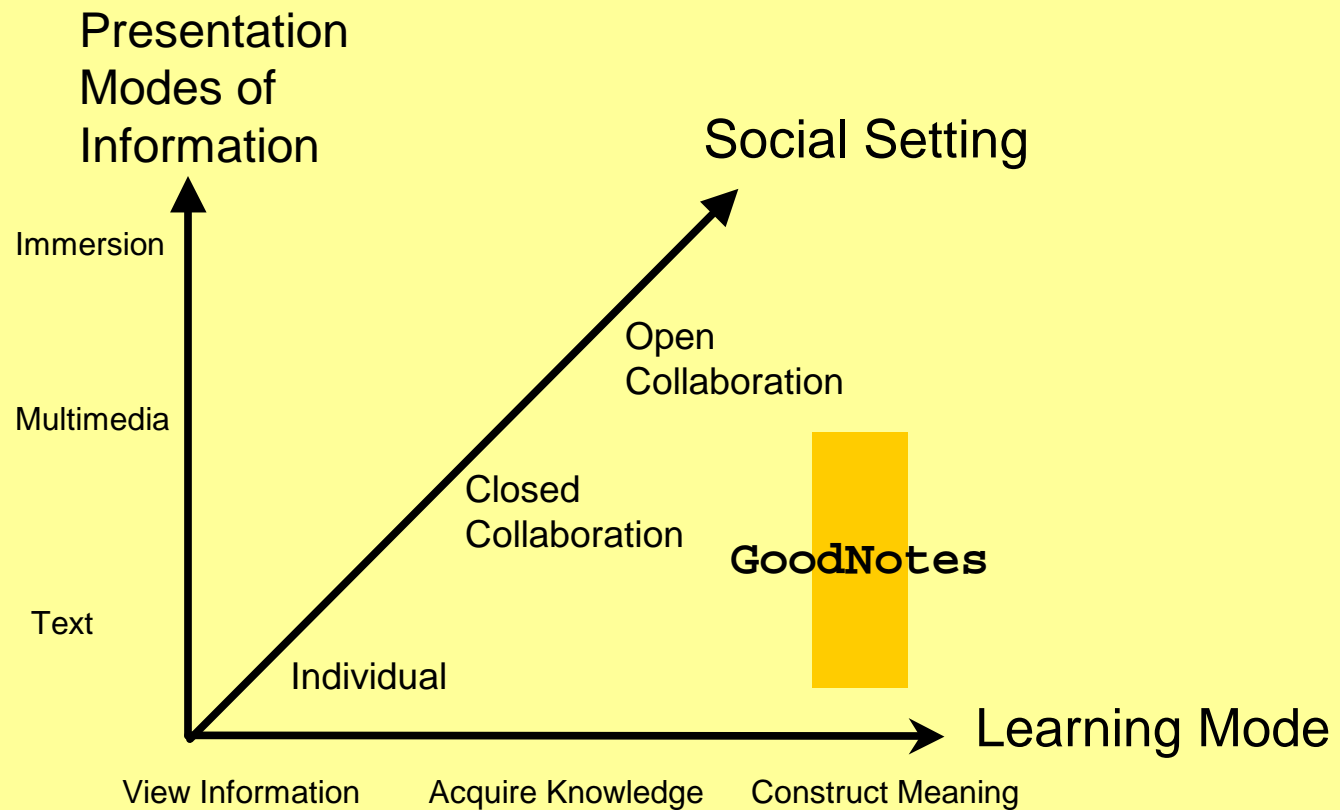 Presentation
Modes of
Information
Social Setting
Immersion
Open
Collaboration
Multimedia
Closed
Collaboration
GoodNotes
Text
Individual
Learning Mode
View Information
Acquire Knowledge
Construct Meaning